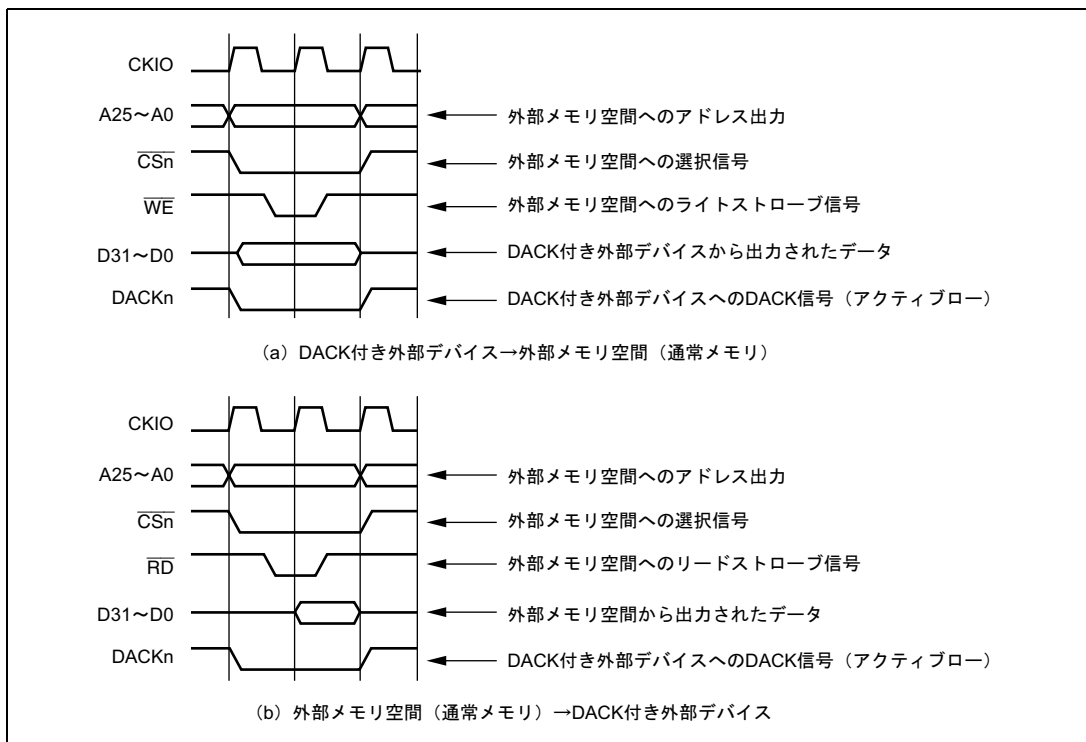 CKIO
A25～A0 外部メモリ空間へのアドレス出力
CSn 外部メモリ空間への選択信号
WE 外部メモリ空間へのライトストローブ信号
D31～D0 DACK付き外部デバイスから出力されたデータ
DACKn DACK付き外部デバイスへのDACK信号（アクティブロー）
（a）DACK付き外部デバイス→外部メモリ空間（通常メモリ）
CKIO
A25～A0 外部メモリ空間へのアドレス出力
CSn 外部メモリ空間への選択信号
RD 外部メモリ空間へのリードストローブ信号
D31～D0 外部メモリ空間から出力されたデータ
DACKn DACK付き外部デバイスへのDACK信号（アクティブロー）
（b）外部メモリ空間（通常メモリ）→DACK付き外部デバイス